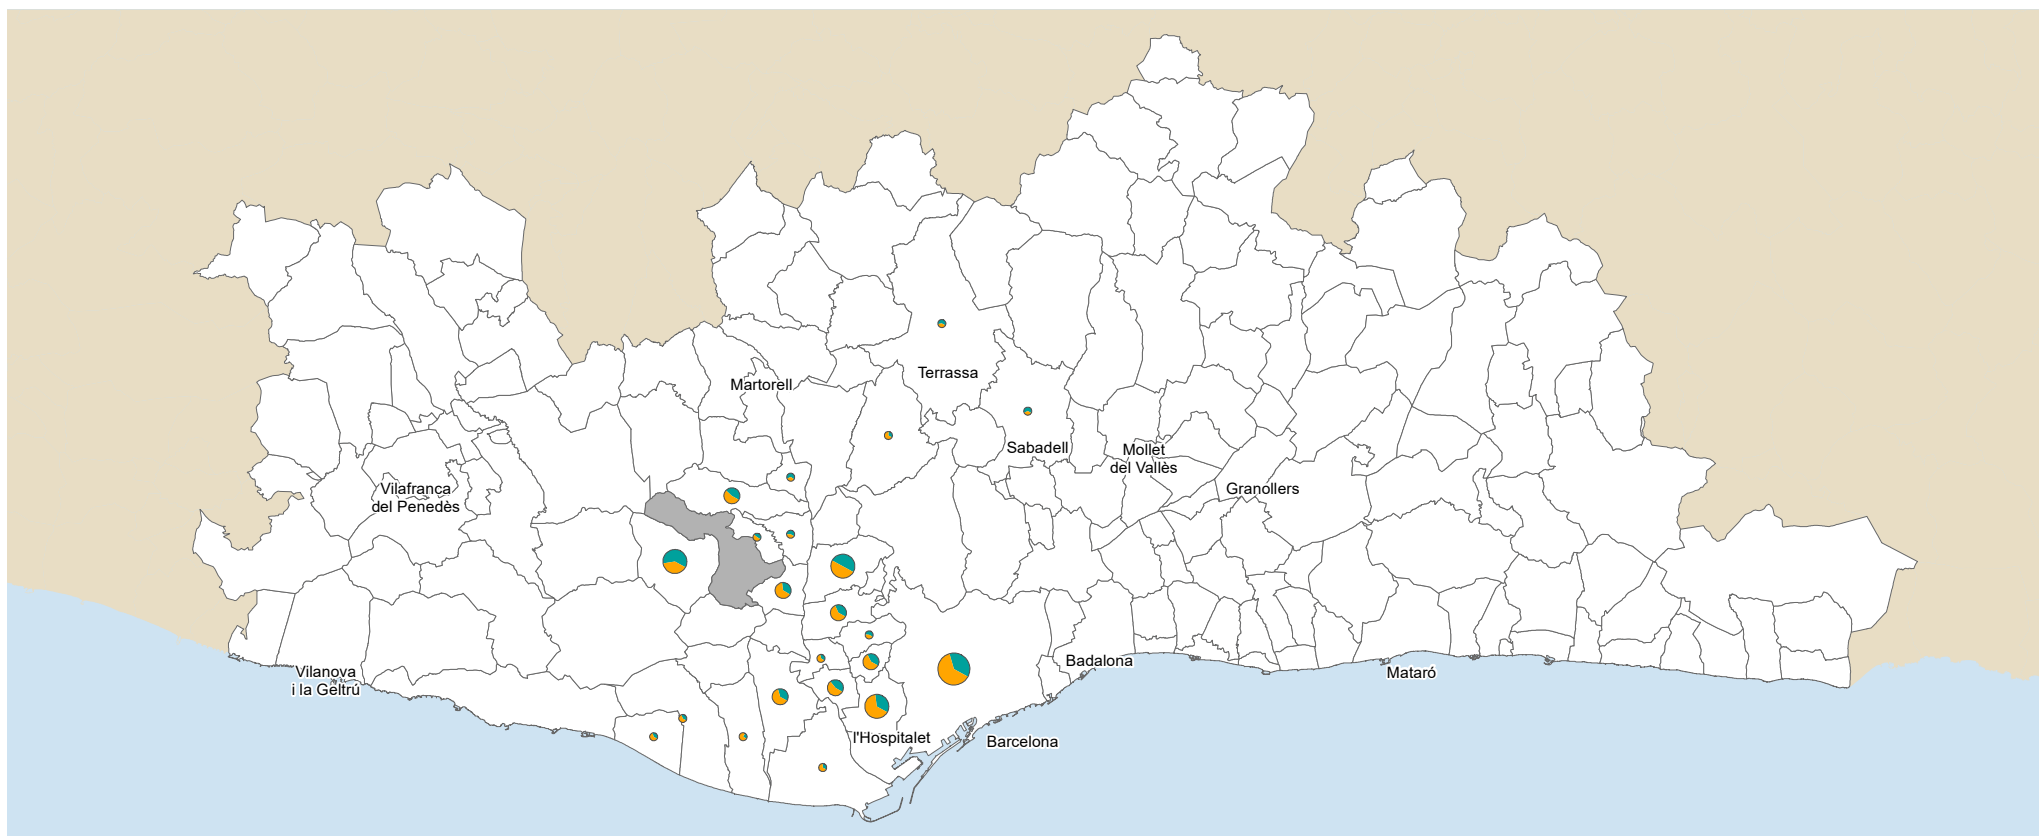 Terrassa
Martorell
Sabadell
Mollet
del Vallès
Vilafranca
del Penedès
Granollers
Badalona
Vilanova
i la Geltrú
Mataró
l'Hospitalet
Barcelona